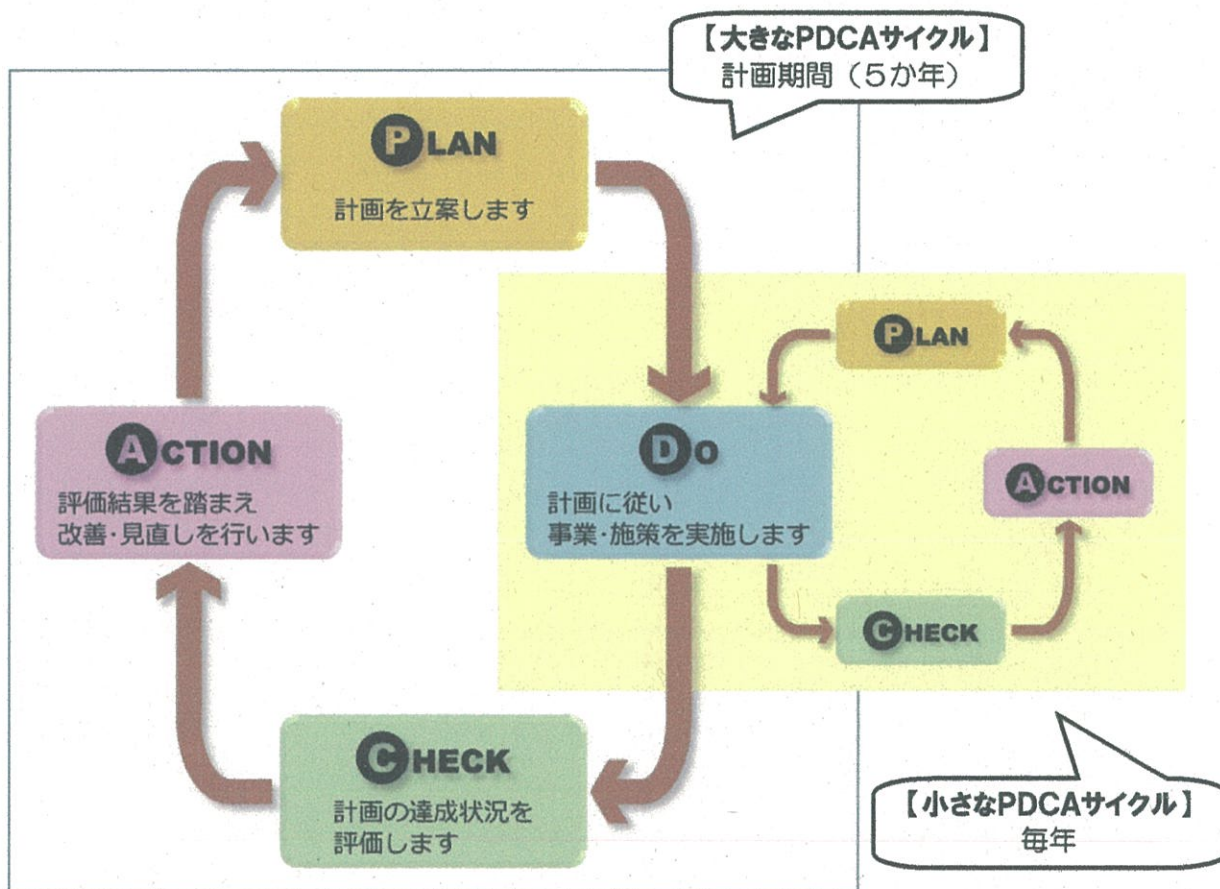 【大きなPDCAサイクル】
計画期間（５か年）
PLAN
計画を立案します
PLAN
ACTION
評価結果を踏まえ
改善･見直しを行います
DO
計画に従い
事業･施策を実施します
ACTION
CHECK
CHECK
計画の達成状況を
評価します
【小さなPDCAサイクル】
毎年